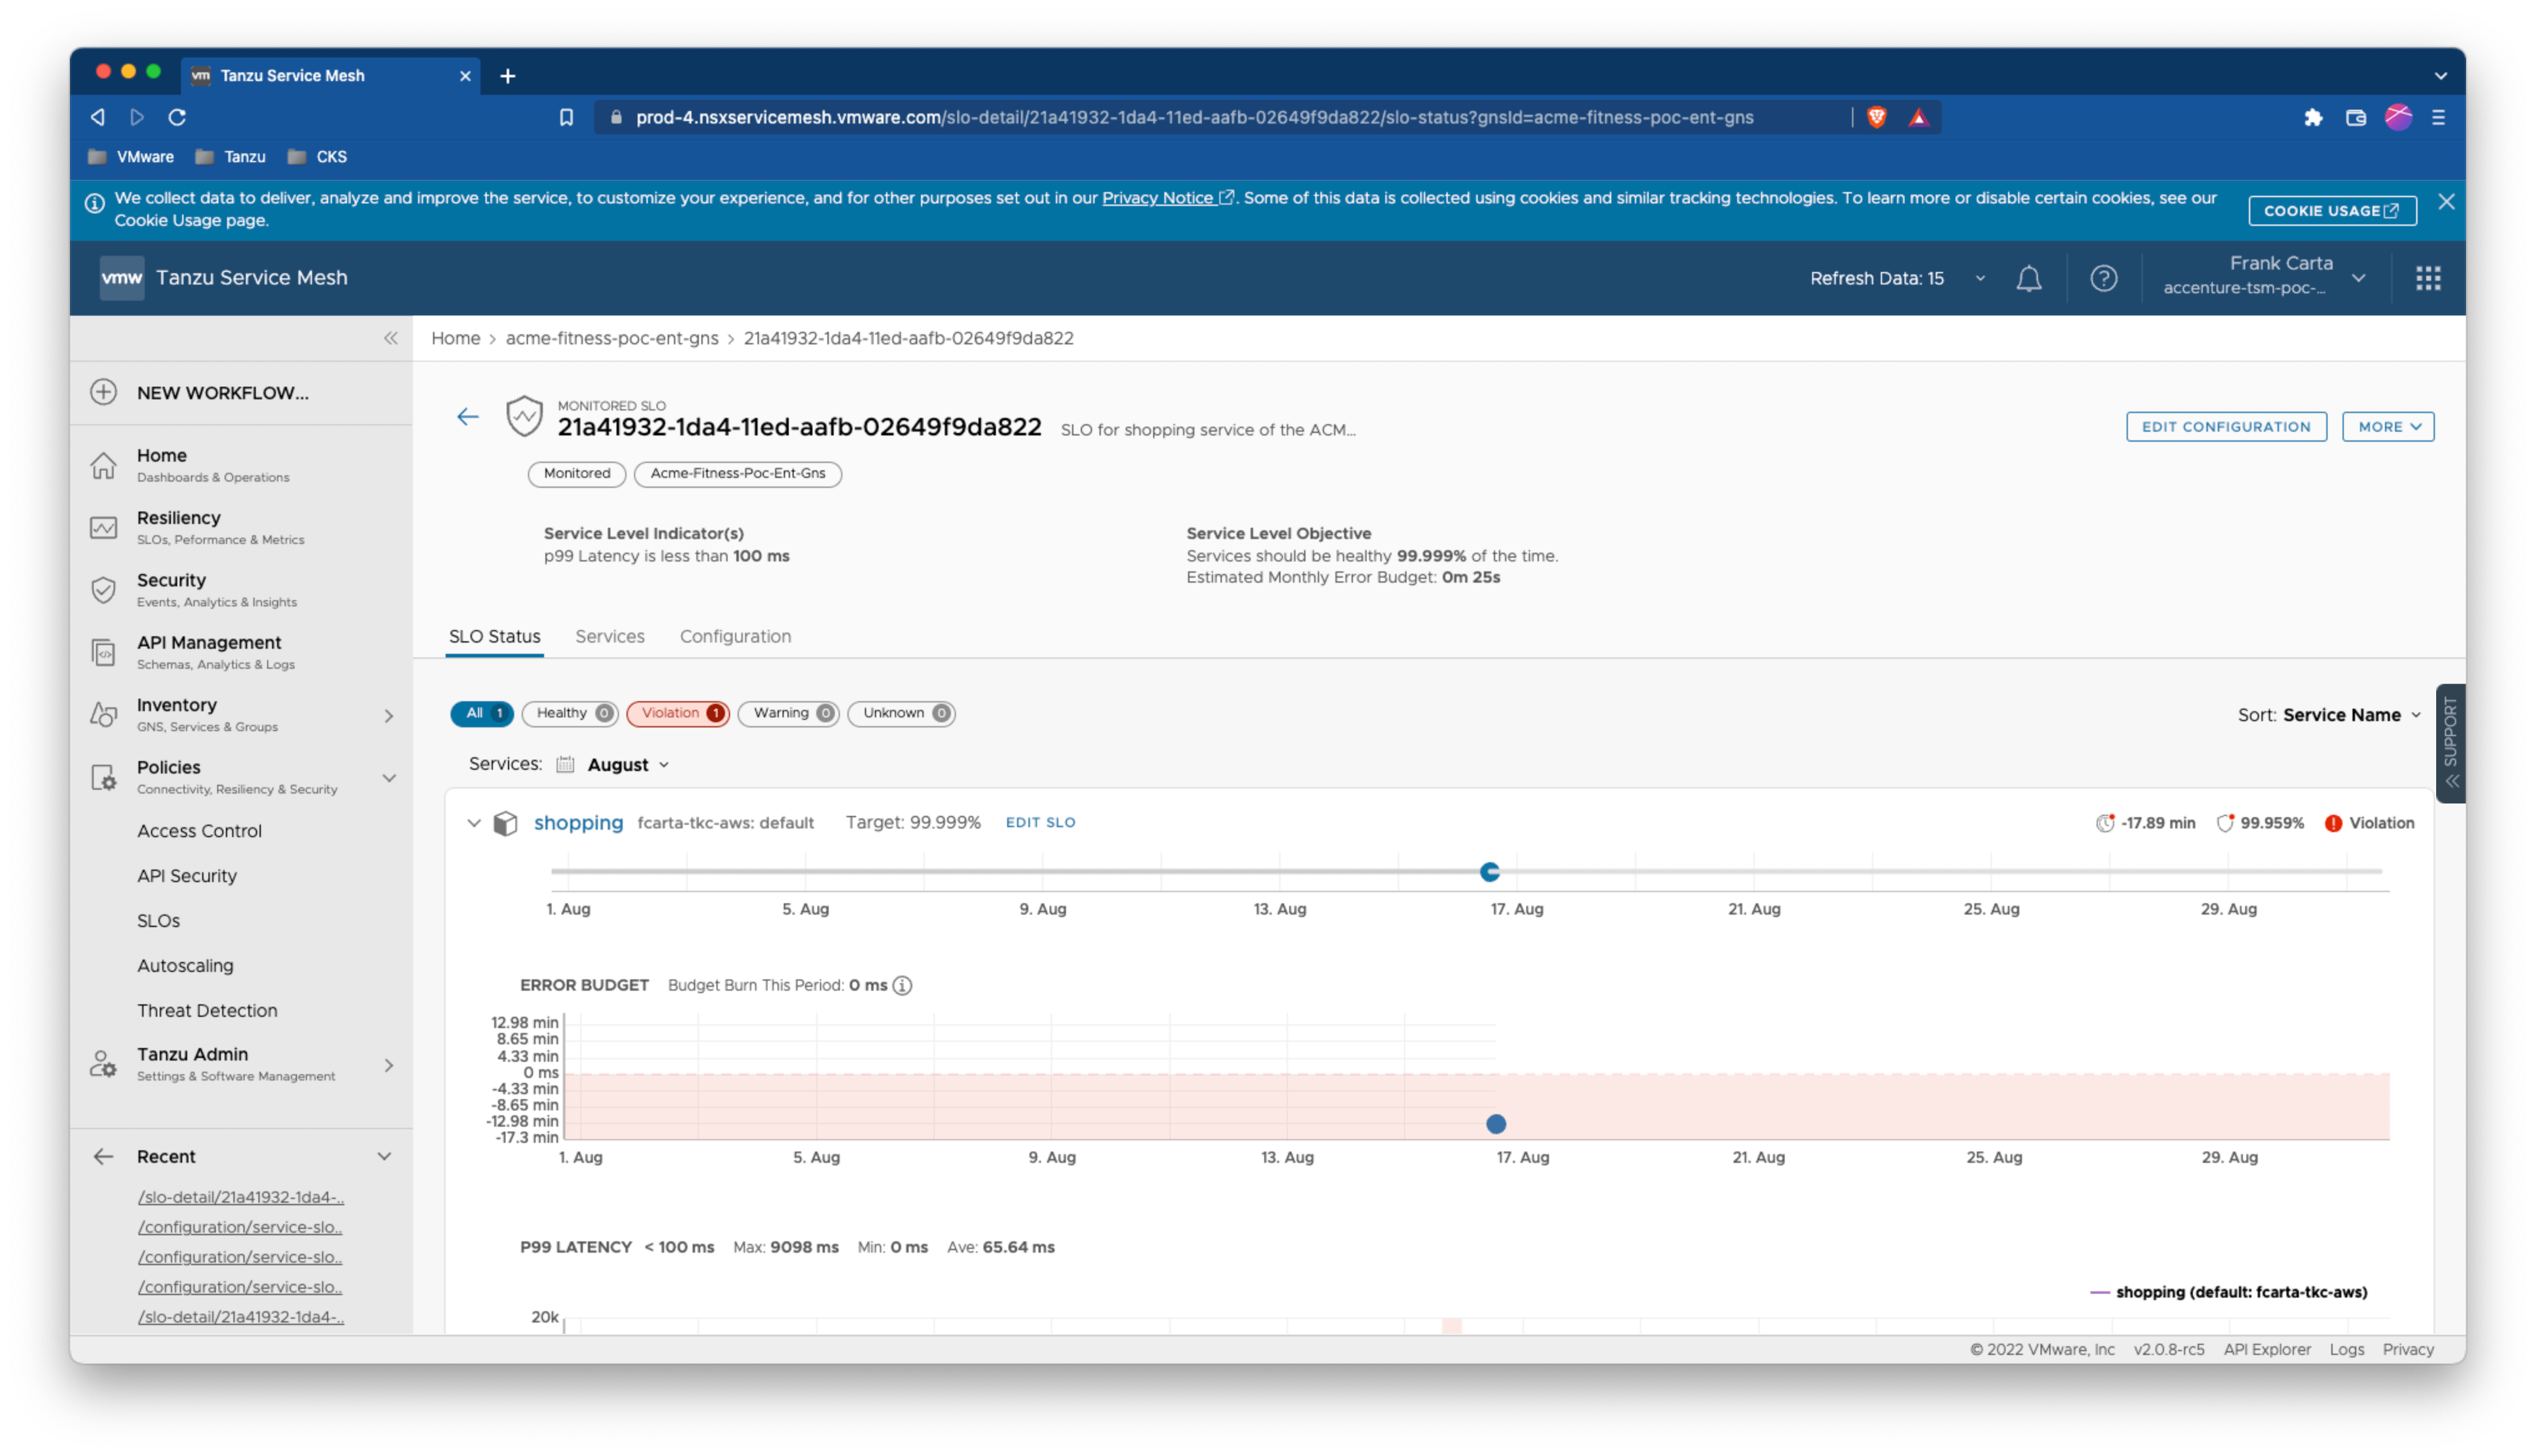 vm Tanzu Service Mesh
prod-4.nsxservicemesh.vmware.com/slo-detail/21a41932-1da4-11ed-aafb-02649f9da822/slo-status?gnsId=acme-fitness-poc-ent-gns
VMware Tanzu CKS
We collect data to deliver, analyze and improve the service, to customize your experience, and for other purposes set out in our Privacy Notice. Some of this data is collected using cookies and similar tracking technologies. To learn more or disable certain cookies, see our
Cookie Usage page.
COOKIE USAGE
vmw Tanzu Service Mesh
Refresh Data: 15
Frank Carta
accenture-tsm-poc-...
Home > acme-fitness-poc-ent-gns > 21a41932-1da4-11ed-aafb-02649f9da822
NEW WORKFLOW...
Home
Dashboards & Operations
Resiliency
SLOs, Peformance & Metrics
Security
Events, Analytics & Insights
API Management
Schemas, Analytics & Logs
Inventory
GNS, Services & Groups
Policies
Connectivity, Resiliency & Security
Access Control
API Security
SLOs
Autoscaling
Threat Detection
Tanzu Admin
Settings & Software Management
Recent
/slo-detail/21a41932-1da4-..
/configuration/service-slo..
/configuration/service-slo..
/configuration/service-slo..
/slo-detail/21a41932-1da4-..
MONITORED SLO
21a41932-1da4-11ed-aafb-02649f9da822 SLO for shopping service of the ACM...
EDIT CONFIGURATION MORE
Monitored Acme-Fitness-Poc-Ent-Gns
Service Level Indicator(s)
p99 Latency is less than 100 ms
Service Level Objective
Services should be healthy 99.999% of the time.
Estimated Monthly Error Budget: 0m 25s
SLO Status Services Configuration
All 1 Healthy 0 Violation 1 Warning 0 Unknown 0
Sort: Service Name
SUPPORT
Services: August
shopping fcarta-tkc-aws: default Target: 99.999% EDIT SLO
-17.89 min 99.959% Violation
1. Aug 5. Aug 9. Aug 13. Aug 17. Aug 21. Aug 25. Aug 29. Aug
ERROR BUDGET Budget Burn This Period: 0 ms
12.98 min
8.65 min
4.33 min
0 ms
-4.33 min
-8.65 min
-12.98 min
-17.3 min
1. Aug 5. Aug 9. Aug 13. Aug 17. Aug 21. Aug 25. Aug 29. Aug
P99 LATENCY < 100 ms Max: 9098 ms Min: 0 ms Ave: 65.64 ms
shopping (default: fcarta-tkc-aws)
20k
© 2022 VMware, Inc v2.0.8-rc5 API Explorer Logs Privacy